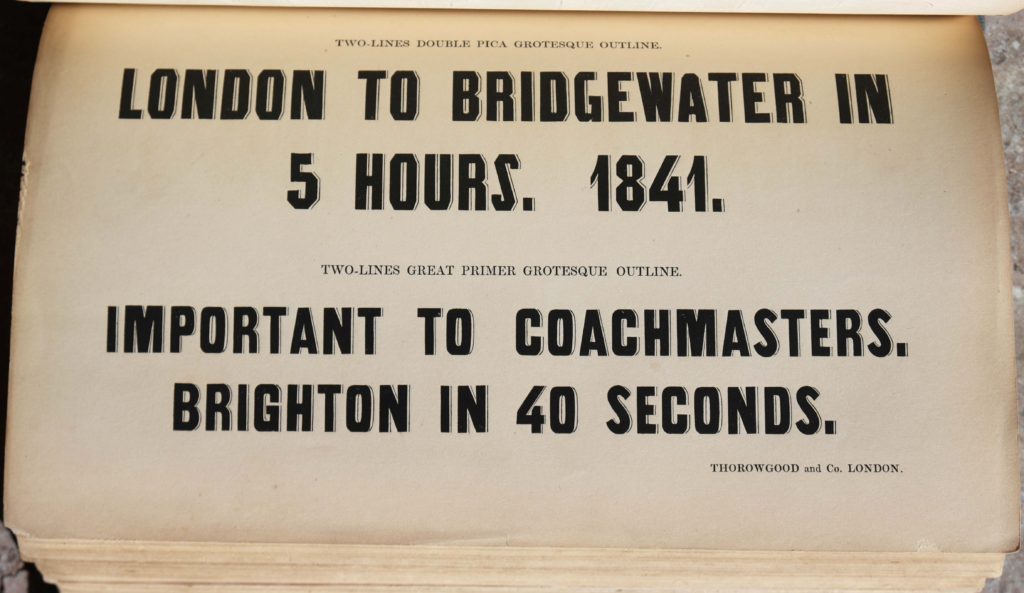 TWO-LINES DOUBLE PICA GROTESQUE OUTLINE.
LONDON TO BRIDGEWATER IN
5 HOURS. 1841.
TWO-LINES GREAT PRIMER GROTESQUE OUTLINE.
IMPORTANT TO COACHMASTERS.
BRIGHTON IN 40 SECONDS.
THOROWGOOD and Co. LONDON.